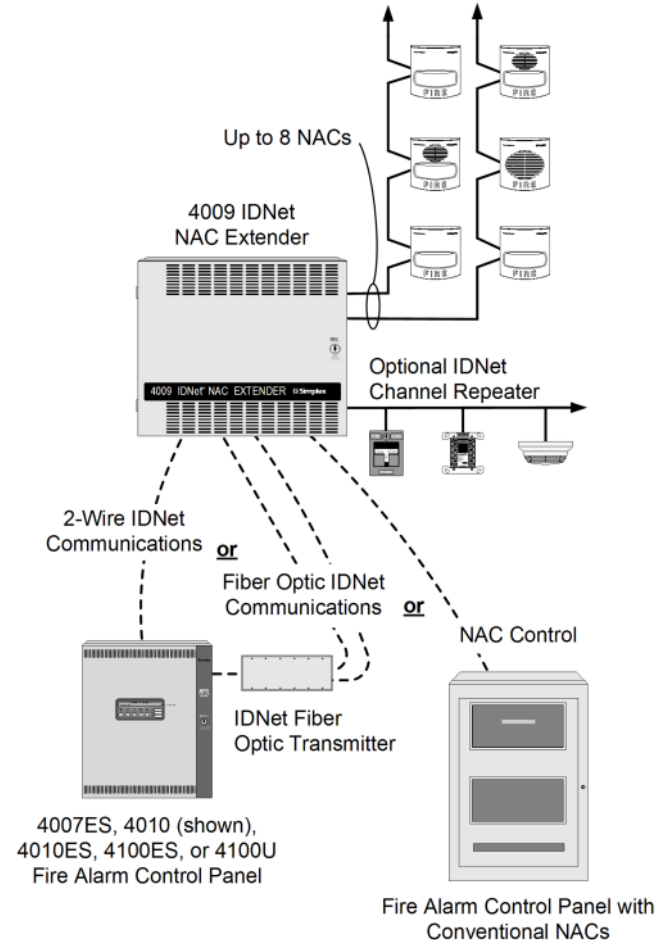 FIRE
FIRE
Up to 8 NACs
FIRE
FIRE
4009 IDNet
NAC Extender
FIRE
FIRE
4009 IDNet NAC EXTENDER Simplex
Optional IDNet
Channel Repeater
2-Wire IDNet
Communications
or
Fiber Optic IDNet
Communications
or
NAC Control
IDNet Fiber
Optic Transmitter
4007ES, 4010 (shown),
4010ES, 4100ES, or 4100U
Fire Alarm Control Panel
Fire Alarm Control Panel with
Conventional NACs